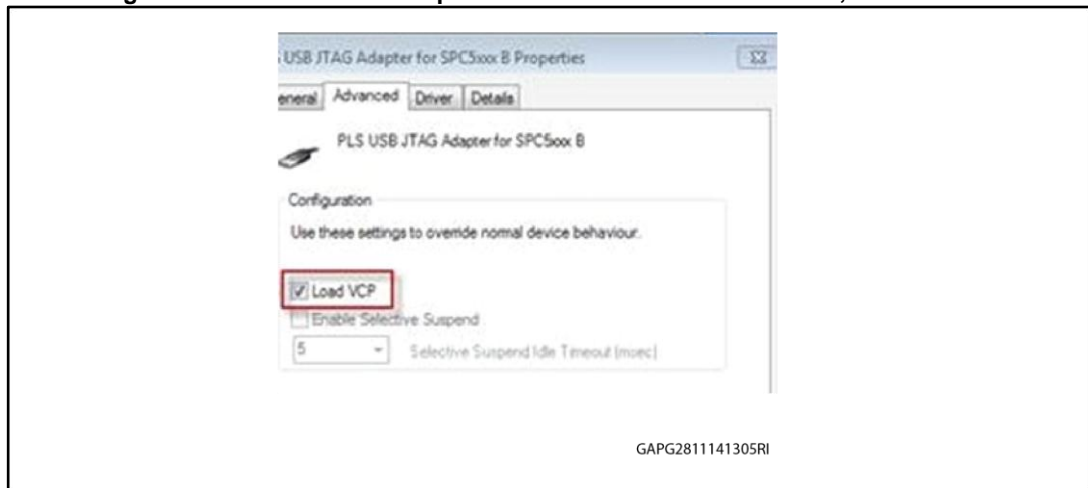 USB JTAG Adapter for SPC5xxx B Properties
eneral Advanced Driver Details
PLS USB JTAG Adapter for SPC5xxx B
Configuration
Use these settings to override normal device behaviour.
Load VCP
Enable Selective Suspend
5 Selective Suspend Idle Timeout (msec)
GAPG2811141305RI